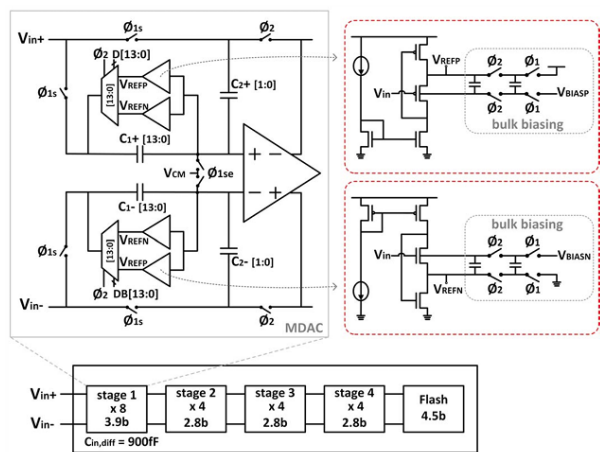 Vin+
Ø1s
Ø2
Ø2 D[13:0]
VREFP
[13:0]
VREFN
Ø1s
C2+ [1:0]
C1+ [13:0]
+ −
VCM
Ø1se
C1- [13:0]
− +
Ø1s
VREFN
[13:0]
VREFP
C2- [1:0]
Ø2 DB[13:0]
Vin-
Ø1s
Ø2
MDAC
VREFP
Ø2
Ø1
Vin
Ø2
Ø1
VBIASP
bulk biasing
bulk biasing
Ø2
Ø1
Vin
VBIASN
VREFN
Ø2
Ø1
Vin+
Vin-
stage 1
x 8
3.9b
stage 2
x 4
2.8b
stage 3
x 4
2.8b
stage 4
x 4
2.8b
Flash
4.5b
Cin,diff = 900fF